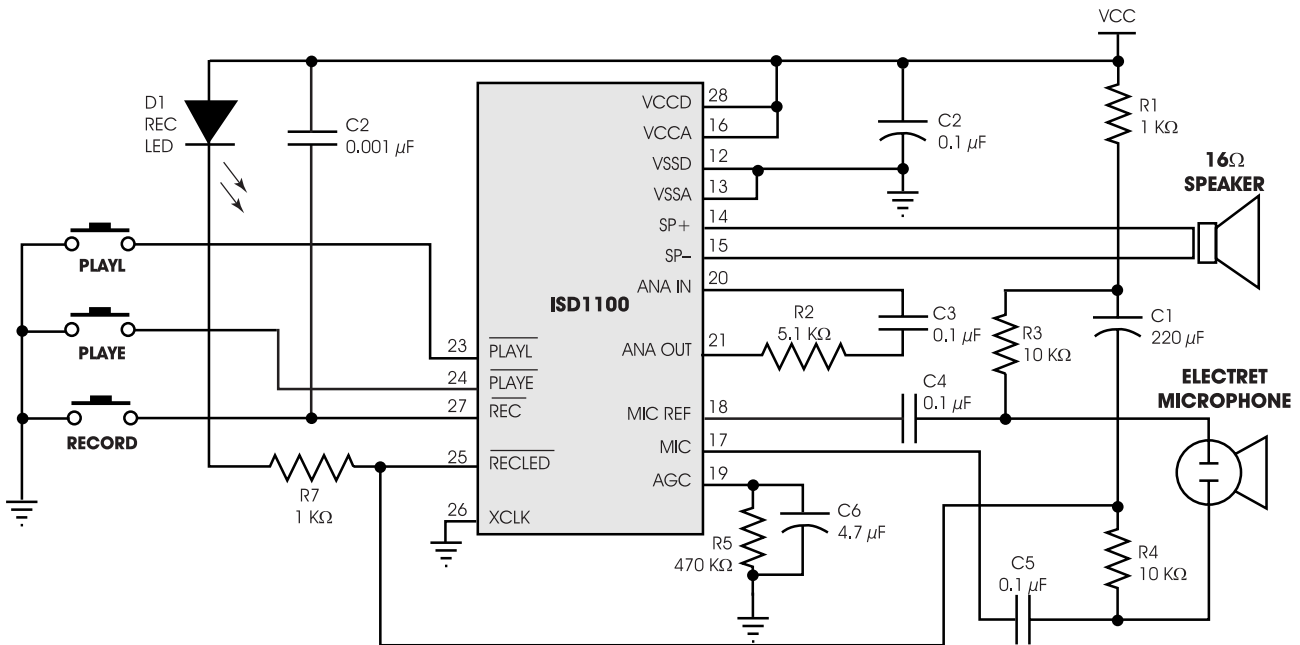 VCC
D1
REC
LED
C2
0.001 µF
VCCD
28
VCCA
16
VSSD
12
VSSA
13
SP+
14
SP–
15
ANA IN
20
ANA OUT
21
MIC REF
18
MIC
17
AGC
19
ISD1100
23
PLAYL
24
PLAYE
27
REC
25
RECLED
26
XCLK
PLAYL
PLAYE
RECORD
R7
1 KΩ
C2
0.1 µF
R1
1 KΩ
16Ω
SPEAKER
R2
5.1 KΩ
C3
0.1 µF
R3
10 KΩ
C1
220 µF
C4
0.1 µF
ELECTRET
MICROPHONE
R5
470 KΩ
C6
4.7 µF
C5
0.1 µF
R4
10 KΩ